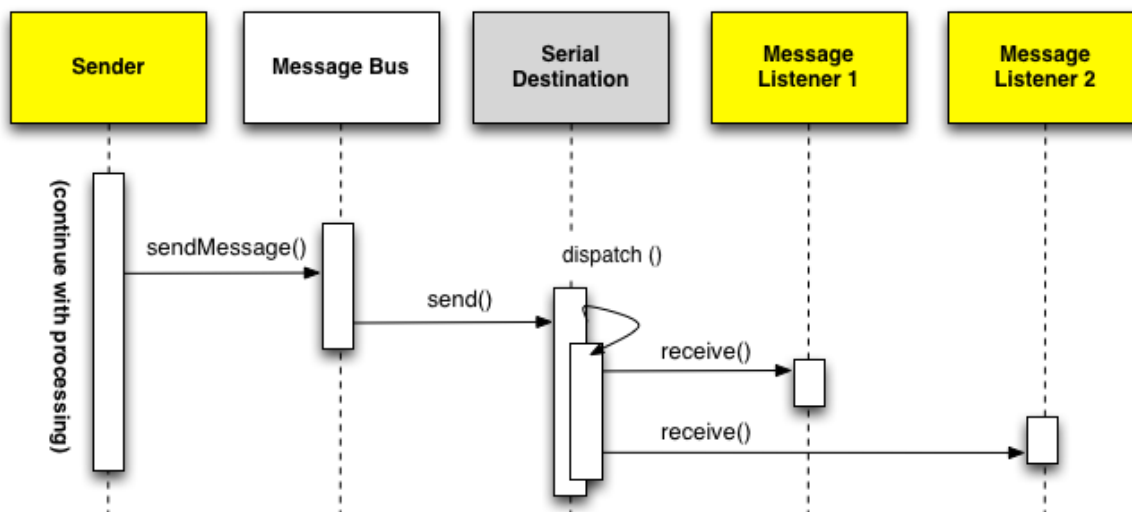 Sender
Message Bus
Serial
Destination
Message
Listener 1
Message
Listener 2
(continue with processing)
sendMessage()
dispatch ()
send()
receive()
receive()